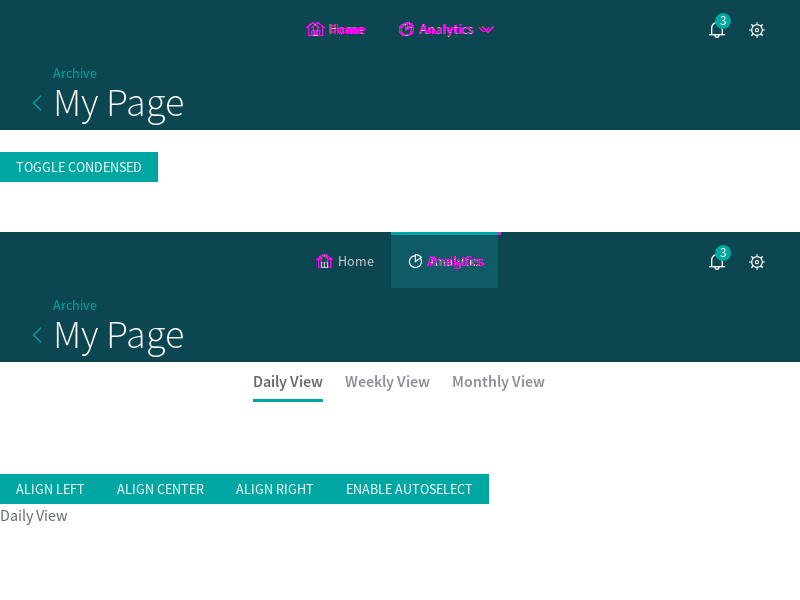 Home Analytics 3
Archive
My Page
TOGGLE CONDENSED
Home Analytics 3
Archive
My Page
Daily View Weekly View Monthly View
ALIGN LEFT ALIGN CENTER ALIGN RIGHT ENABLE AUTOSELECT
Daily View